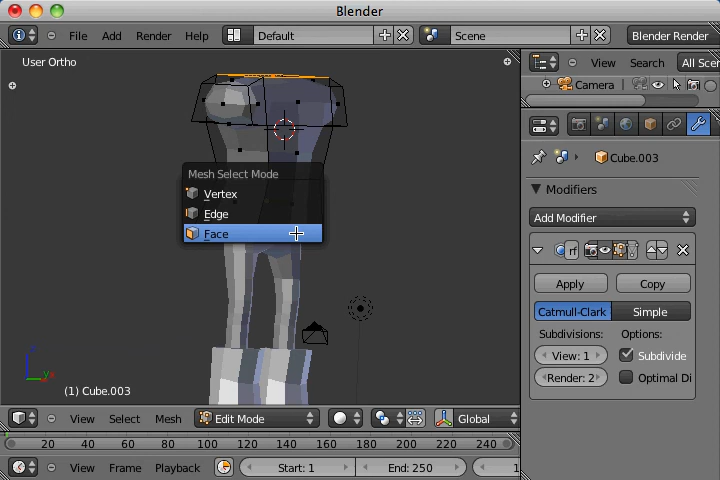 Blender
File Add Render Help Default Scene Blender Render
User Ortho
View Search All Scen
Camera
Cube.003
Modifiers
Add Modifier
Apply Copy
Catmull-Clark Simple
Subdivisions: Options:
View: 1 Subdivide
Render: 2 Optimal Di
Mesh Select Mode
Vertex
Edge
Face
z
y
(1) Cube.003
View Select Mesh Edit Mode Global
20 40 60 80 100 120 140 160 180 200 220 240
View Frame Playback Start: 1 End: 250 1